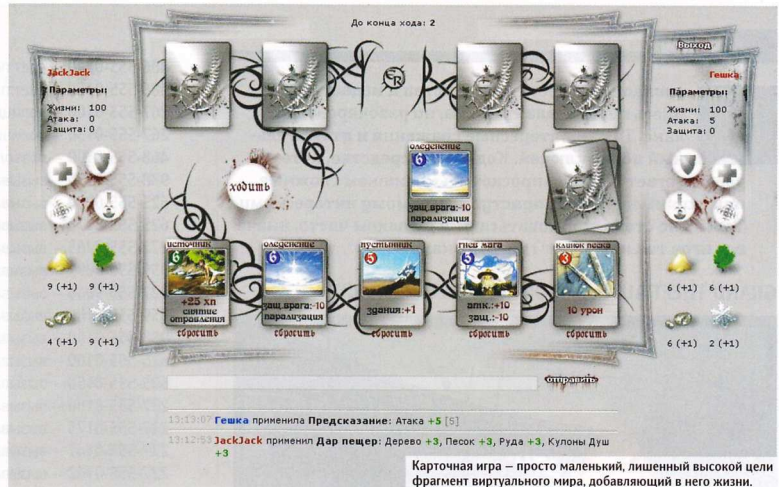 До конца хода: 2
Выход
JackJack
Параметры:
Жизни: 100
Атака: 0
Защита: 0
Гешка
Параметры:
Жизни: 100
Атака: 5
Защита: 0
ходить
оледенение
6
защ.врага:-10
парализация
источник
6
+25 хп
снятие
отравления
сбросить
оледенение
6
защ.врага:-10
парализация
сбросить
пустынник
5
здания:+1
сбросить
гнев мага
5
атк.:+10
защ.:-10
сбросить
клинок песка
3
10 урон
сбросить
9 (+1) 9 (+1)
4 (+1) 9 (+1)
6 (+1) 6 (+1)
6 (+1) 2 (+1)
отправить
13:13:07 Гешка применила Предсказание: Атака +5 [5]
13:12:53 JackJack применил Дар пещер: Дерево +3, Песок +3, Руда +3, Кулоны Душ
+3
Карточная игра – просто маленький, лишенный высокой цели
фрагмент виртуального мира, добавляющий в него жизни.